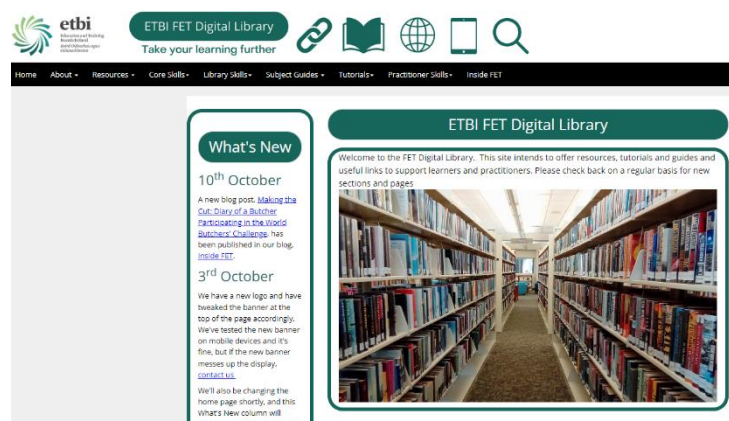 etbi
ETBI FET Digital Library
Take your learning further
Home About Resources Core Skills Library Skills Subject Guides Tutorials Practitioner Skills Inside FET
What's New
10th October
A new blog post, Making the
Cut: Diary of a Butcher
Participating in the World
Butchers' Challenge, has
been published in our blog,
Inside FET.
3rd October
We have a new logo and have
tweaked the banner at the
top of the page accordingly.
We've tested the new banner
on mobile devices and it's
fine, but if the new banner
messes up the display,
contact us.
We'll also be changing the
home page shortly, and this
What's New column will
ETBI FET Digital Library
Welcome to the FET Digital Library. This site intends to offer resources, tutorials and guides and
useful links to support learners and practitioners. Please check back on a regular basis for new
sections and pages